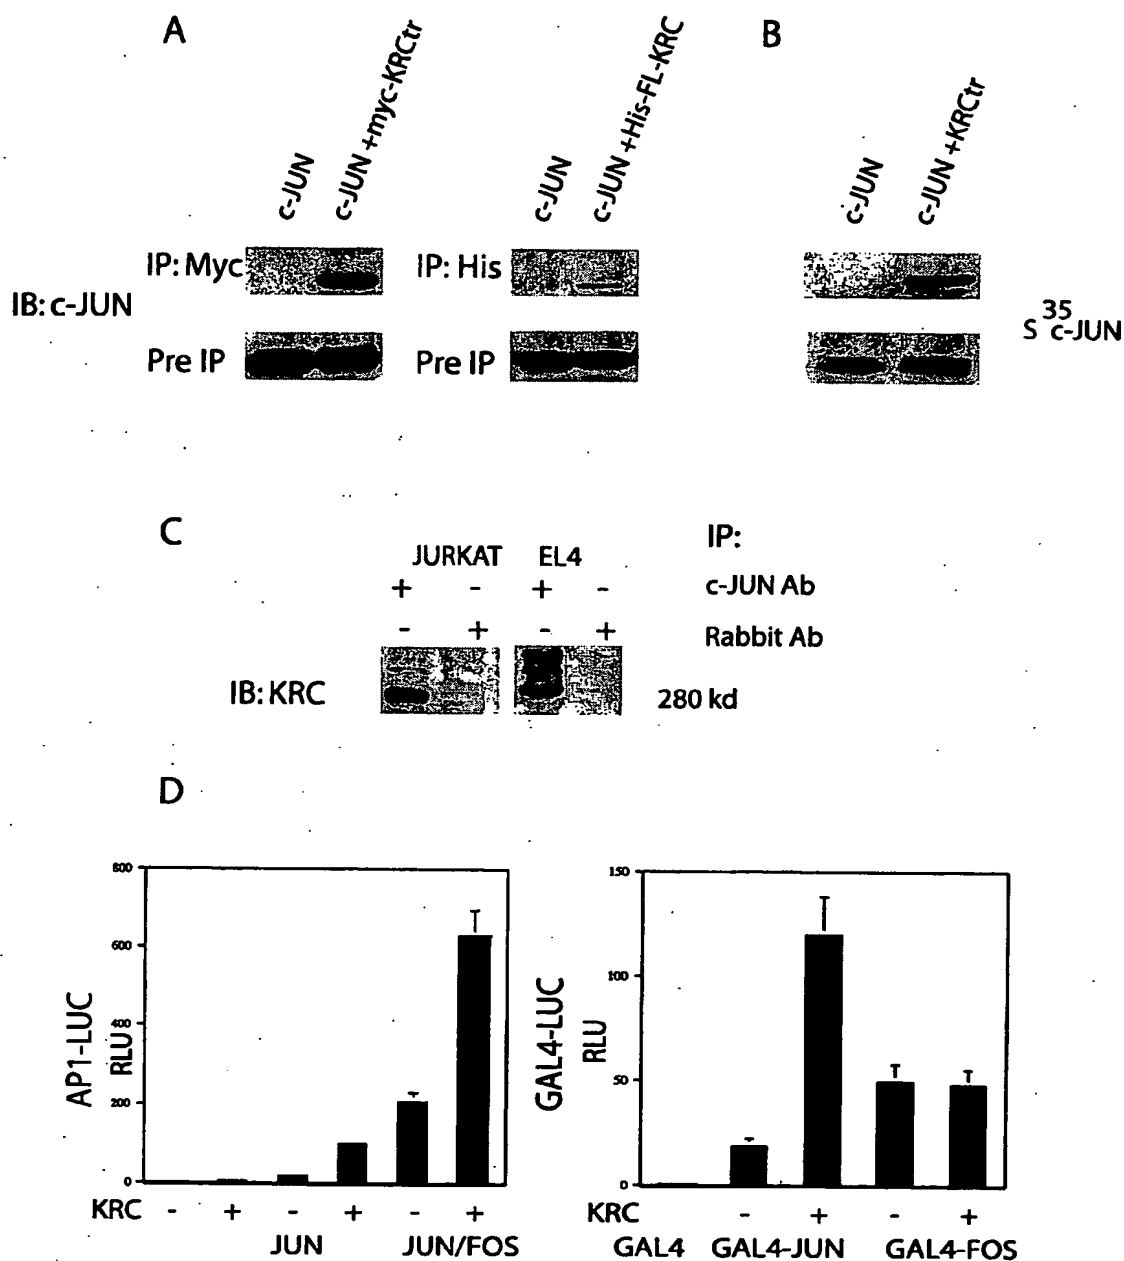 A
B
c-JUN
c-JUN +myc-KRCtr
c-JUN
c-JUN +His-FL-KRC
c-JUN
c-JUN +KRCtr
IP: Myc
IP: His
IB: c-JUN
S 35 c-JUN
Pre IP
Pre IP
C
JURKAT EL4
IP:
+ - + - c-JUN Ab
- + - + Rabbit Ab
IB: KRC
280 kd
D
AP1-LUC
RLU
800
600
400
200
0
KRC - + - + - +
JUN JUN/FOS
GAL4-LUC
RLU
150
100
50
0
KRC - + - +
GAL4 GAL4-JUN GAL4-FOS